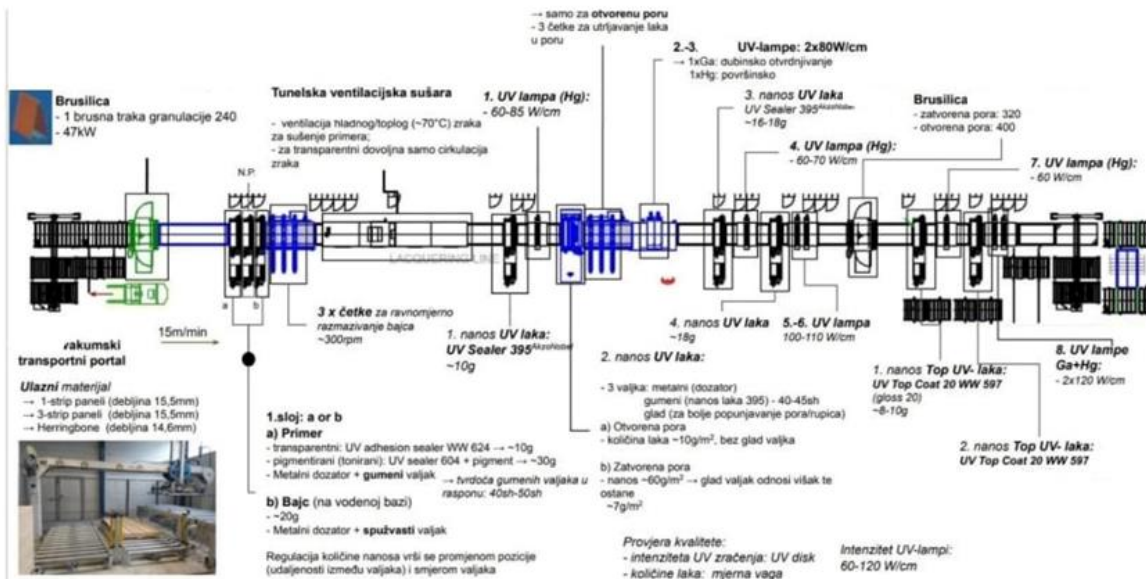 → samo za otvorenu poru
- 3 četke za utrljavanje laka
u poru
2.-3. UV-lampe: 2x80W/cm
→ 1xGa: dubinsko otvrdnjivanje
1xHg: površinsko
Brusilica
- 1 brusna traka granulacije 240
- 47kW
Tunelska ventilacijska sušara
- ventilacija hladnog/toplog (~70°C) zraka
za sušenje primera;
- za transparentni dovoljna samo cirkulacija
zraka
1. UV lampa (Hg):
- 60-85 W/cm
3. nanos UV laka
UV Sealer 395 AkzoNobel
~16-18g
4. UV lampa (Hg):
- 60-70 W/cm
Brusilica
- zatvorena pora: 320
- otvorena pora: 400
7. UV lampa (Hg):
- 60 W/cm
N.P.
LACQUERING LINE
a b
15m/min
vakumski
transportni portal
Ulazni materijal
→ 1-strip paneli (debljina 15,5mm)
→ 3-strip paneli (debljina 15,5mm)
→ Herringbone (debljina 14,6mm)
3 x četke za ravnomjerno
razmazivanje bajca
~300rpm
1. nanos UV laka:
UV Sealer 395 AkzoNobel
~10g
2. nanos UV laka:
- 3 valjka: metalni (dozator)
gumeni (nanos laka 395) - 40-45sh
glad (za bolje popunjavanje pora/rupica)
a) Otvorena pora
- količina laka ~10g/m², bez glad valjka
b) Zatvorena pora
- nanos ~60g/m² → glad valjak odnosi višak te
ostane
~7g/m²
4. nanos UV laka
~18g
5.-6. UV lampa
100-110 W/cm
1. nanos Top UV- laka:
UV Top Coat 20 WW 597
(gloss 20)
~8-10g
8. UV lampe
Ga+Hg:
- 2x120 W/cm
2. nanos Top UV- laka:
UV Top Coat 20 WW 597
1.sloj: a or b
a) Primer
- transparentni: UV adhesion sealer WW 624 → ~10g
- pigmentirani (tonirani): UV sealer 604 + pigment → ~30g
- Metalni dozator + gumeni valjak
→ tvrdoća gumenih valjaka u
rasponu: 40sh-50sh
b) Bajc (na vodenoj bazi)
- ~20g
- Metalni dozator + spužvasti valjak
Regulacija količine nanosa vrši se promjenom pozicije
(udaljenosti između valjaka) i smjerom valjaka
Provjera kvalitete:
- intenziteta UV zračenja: UV disk
- količine laka: mjerna vaga
Intenzitet UV-lampi:
60-120 W/cm